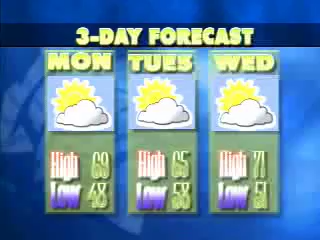 3-DAY FORECAST
MON TUES WED
High 69 High 65 High 71
Low 48 Low 58 Low 51